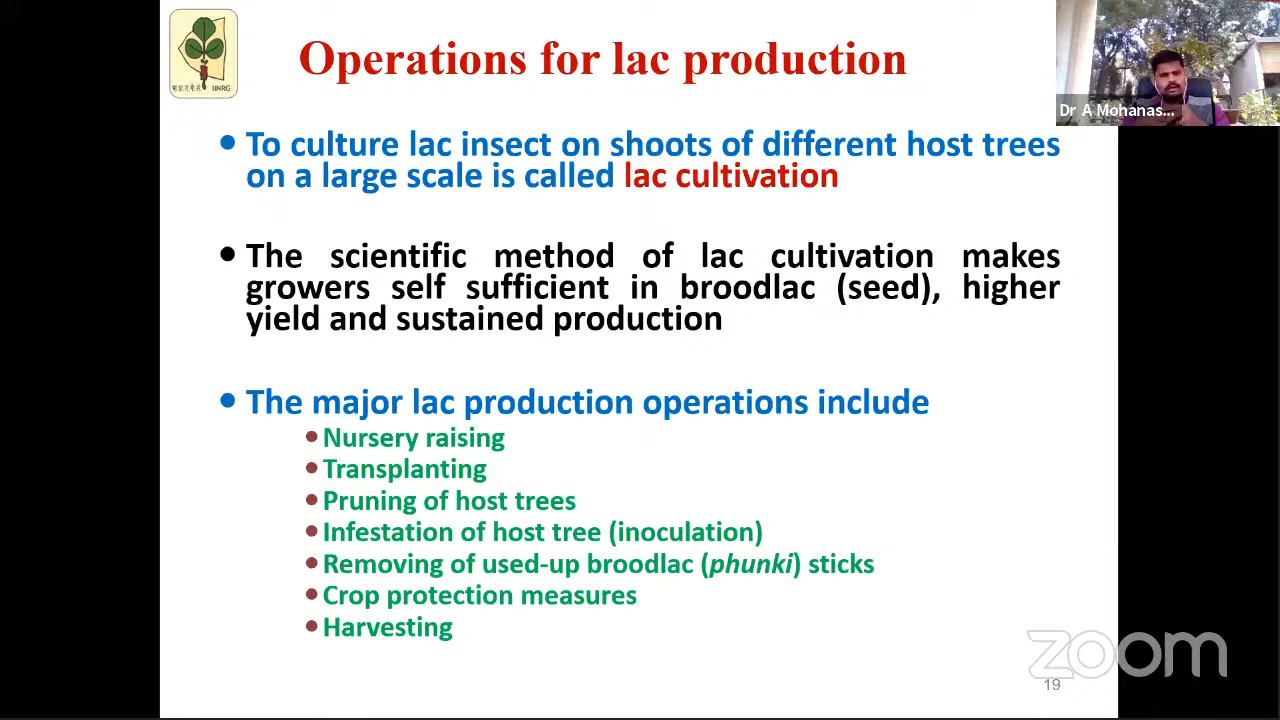 Operations for lac production
IINRG
Dr A Mohanas...
• To culture lac insect on shoots of different host trees
on a large scale is called lac cultivation
• The scientific method of lac cultivation makes
growers self sufficient in broodlac (seed), higher
yield and sustained production
• The major lac production operations include
• Nursery raising
• Transplanting
• Pruning of host trees
• Infestation of host tree (inoculation)
• Removing of used-up broodlac (phunki) sticks
• Crop protection measures
• Harvesting
zoom
19